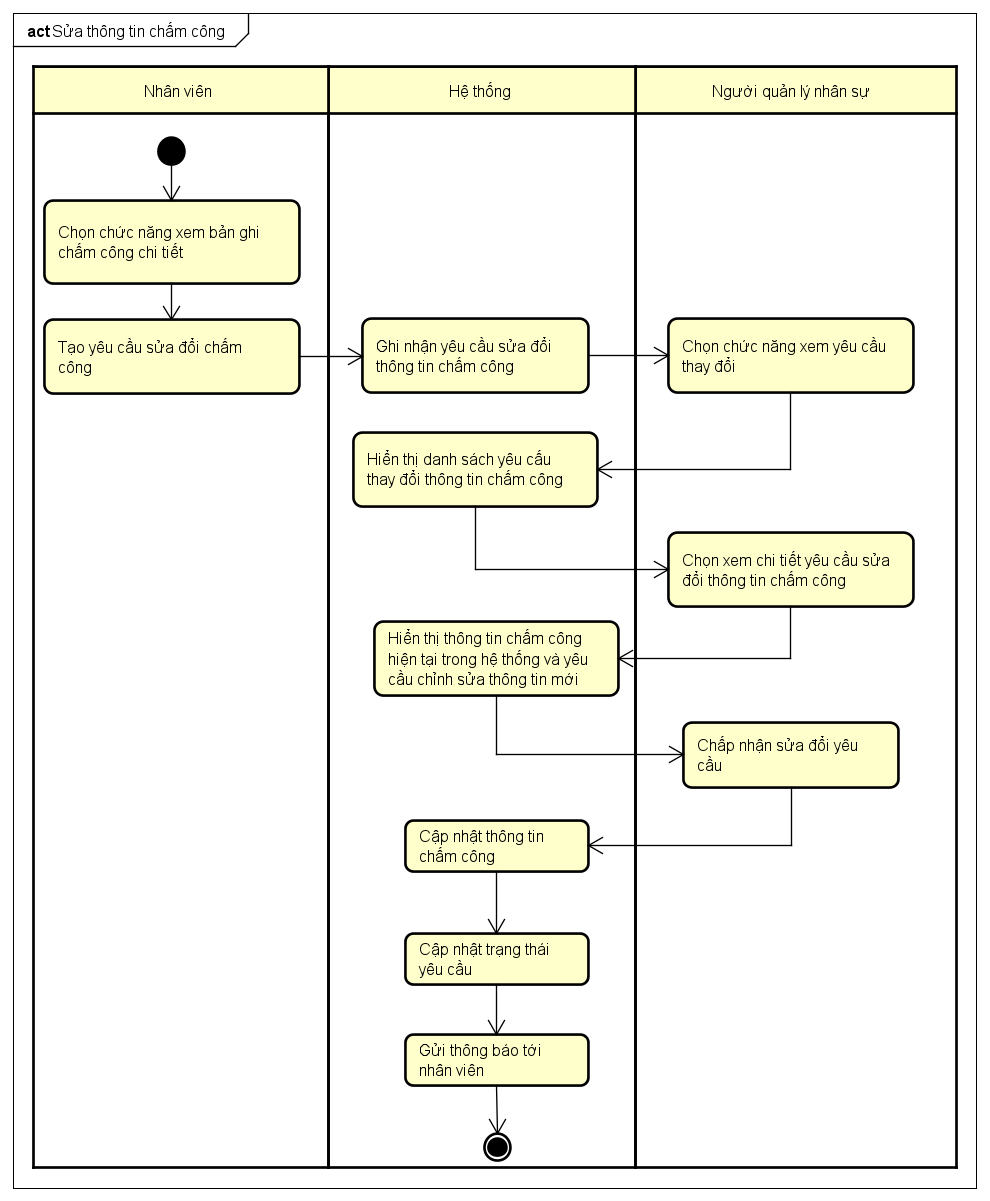 act Sửa thông tin chấm công
Nhân viên
Hệ thống
Người quản lý nhân sự
Chọn chức năng xem bản ghi
chấm công chi tiết
Tạo yêu cầu sửa đổi chấm
công
Ghi nhận yêu cầu sửa đổi
thông tin chấm công
Chọn chức năng xem yêu cầu
thay đổi
Hiển thị danh sách yêu cấu
thay đổi thông tin chấm công
Chọn xem chi tiết yêu cầu sửa
đổi thông tin chấm công
Hiển thị thông tin chấm công
hiện tại trong hệ thống và yêu
cầu chỉnh sửa thông tin mới
Chấp nhận sửa đổi yêu
cầu
Cập nhật thông tin
chấm công
Cập nhật trạng thái
yêu cầu
Gửi thông báo tới
nhân viên